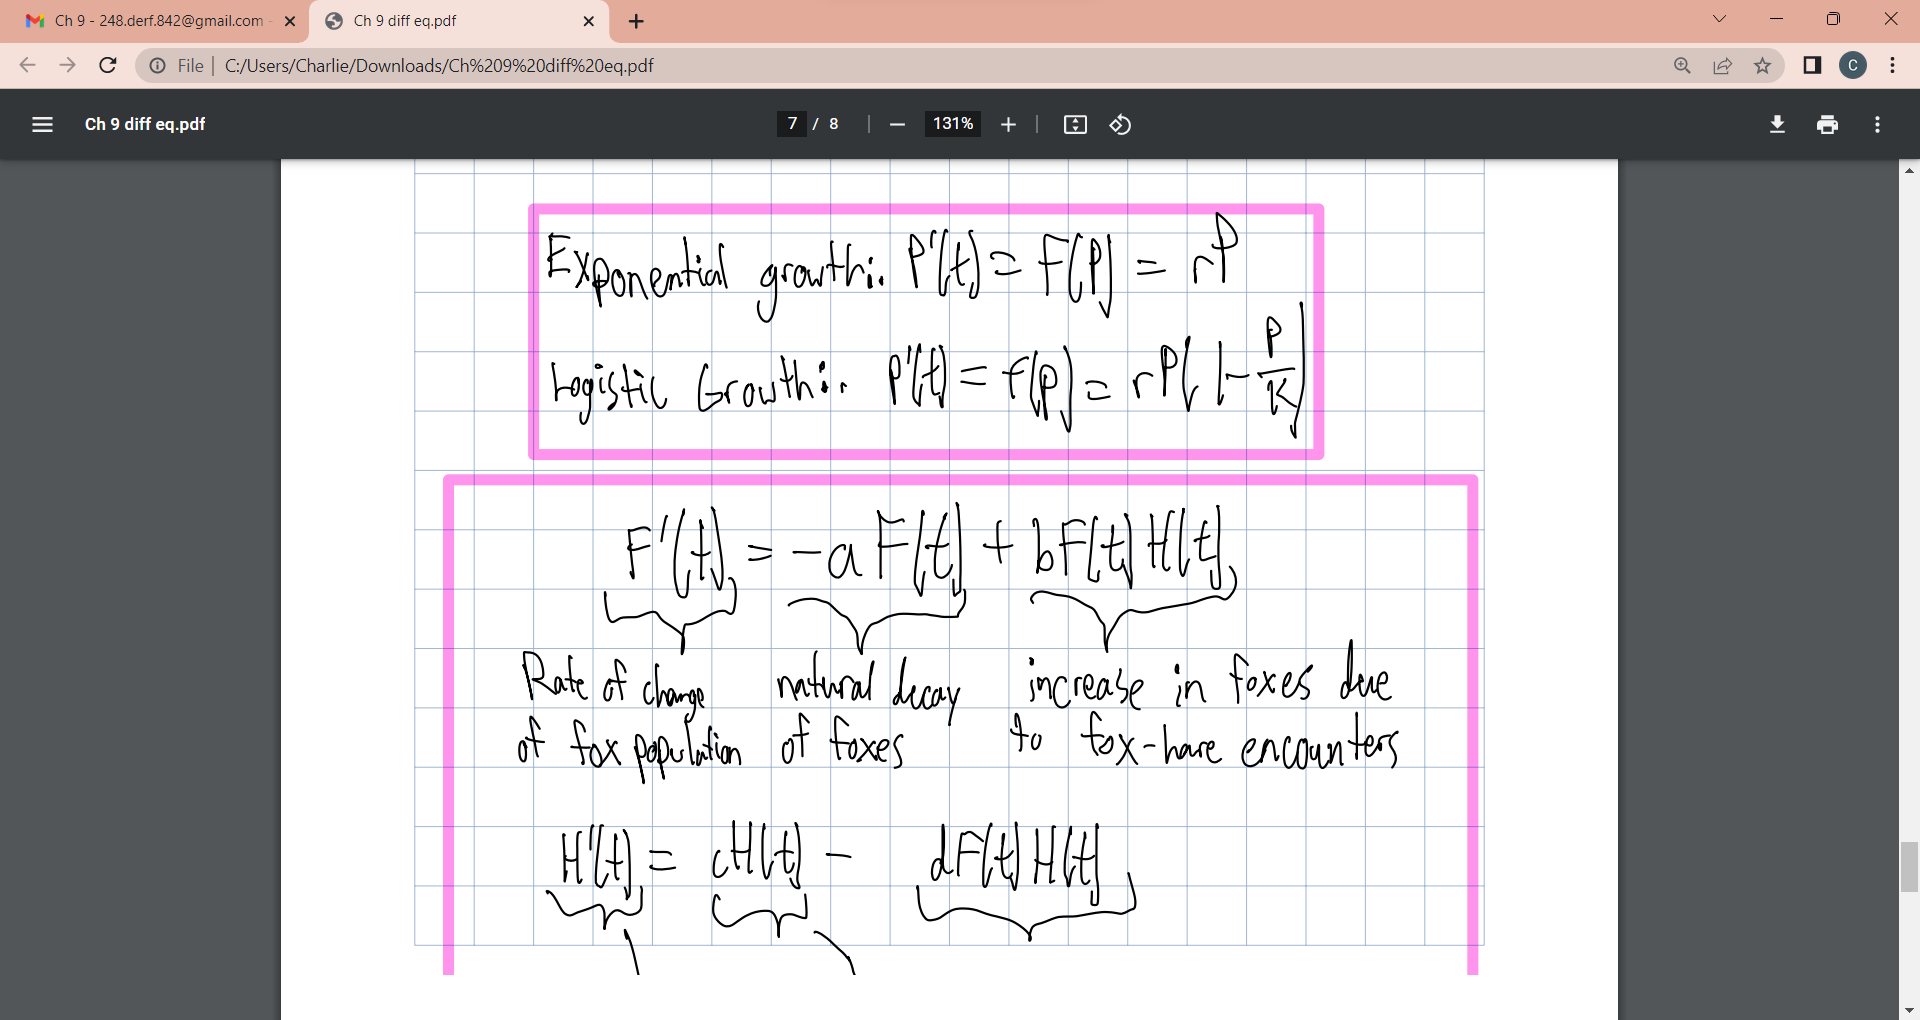 Ch 9 - 248.derf.842@gmail.com -
Ch 9 diff eq.pdf
File | C:/Users/Charlie/Downloads/Ch%209%20diff%20eq.pdf
C
Ch 9 diff eq.pdf
7 / 8
131%
Exponential growth: P'(t) = F(P) = rP
Logistic Growth: P'(t) = f(p) = rP(1-P/K)
F'(t) = -aF(t) + bF(t)H(t)
Rate of change natural decay increase in foxes due
of fox population of foxes to fox-hare encounters
H'(t) = cH(t) - dF(t)H(t)